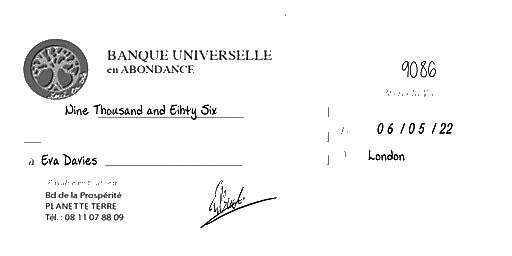 BANQUE UNIVERSELLE
en ABONDANCE
9086
Nine Thousand and Eihty Six
06/05/22
à Eva Davies
London
Bd de la Prospérité
PLANETTE TERRE
Tél. : 08 11 07 88 09